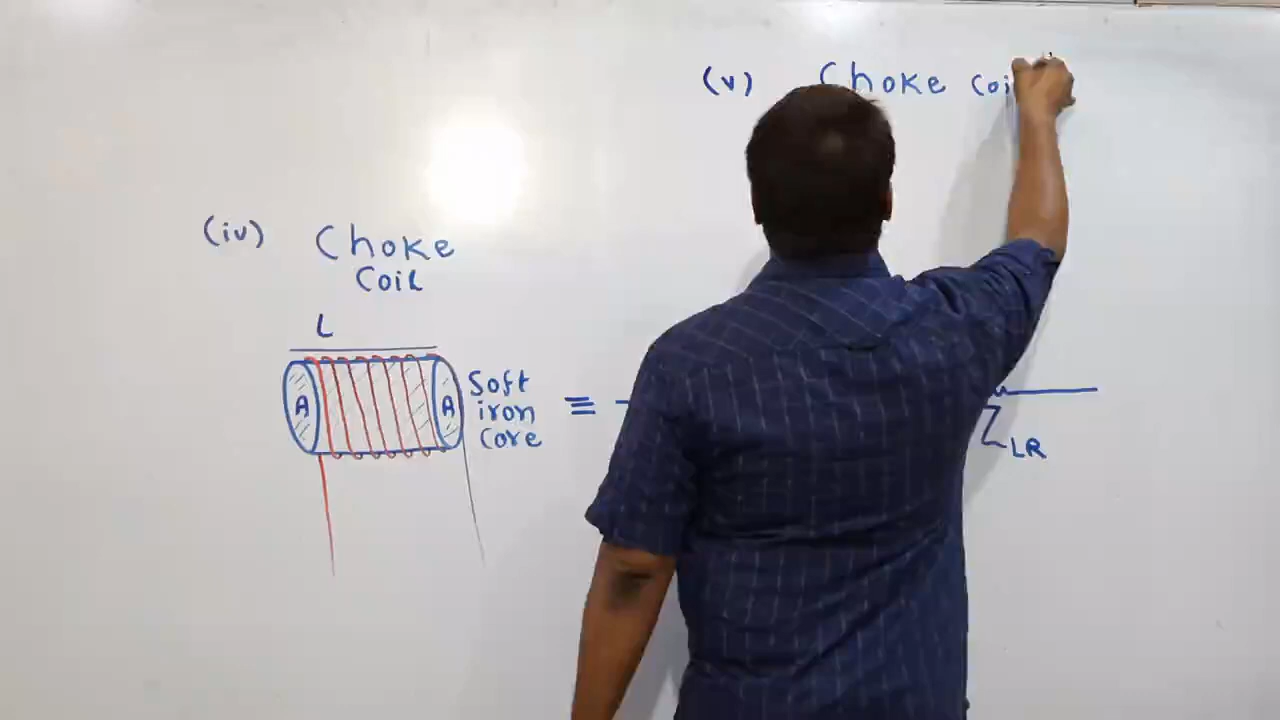 (v) Choke Coi
(iv) Choke
Coil
L
A
A
Soft
iron
Core
≡
Z LR